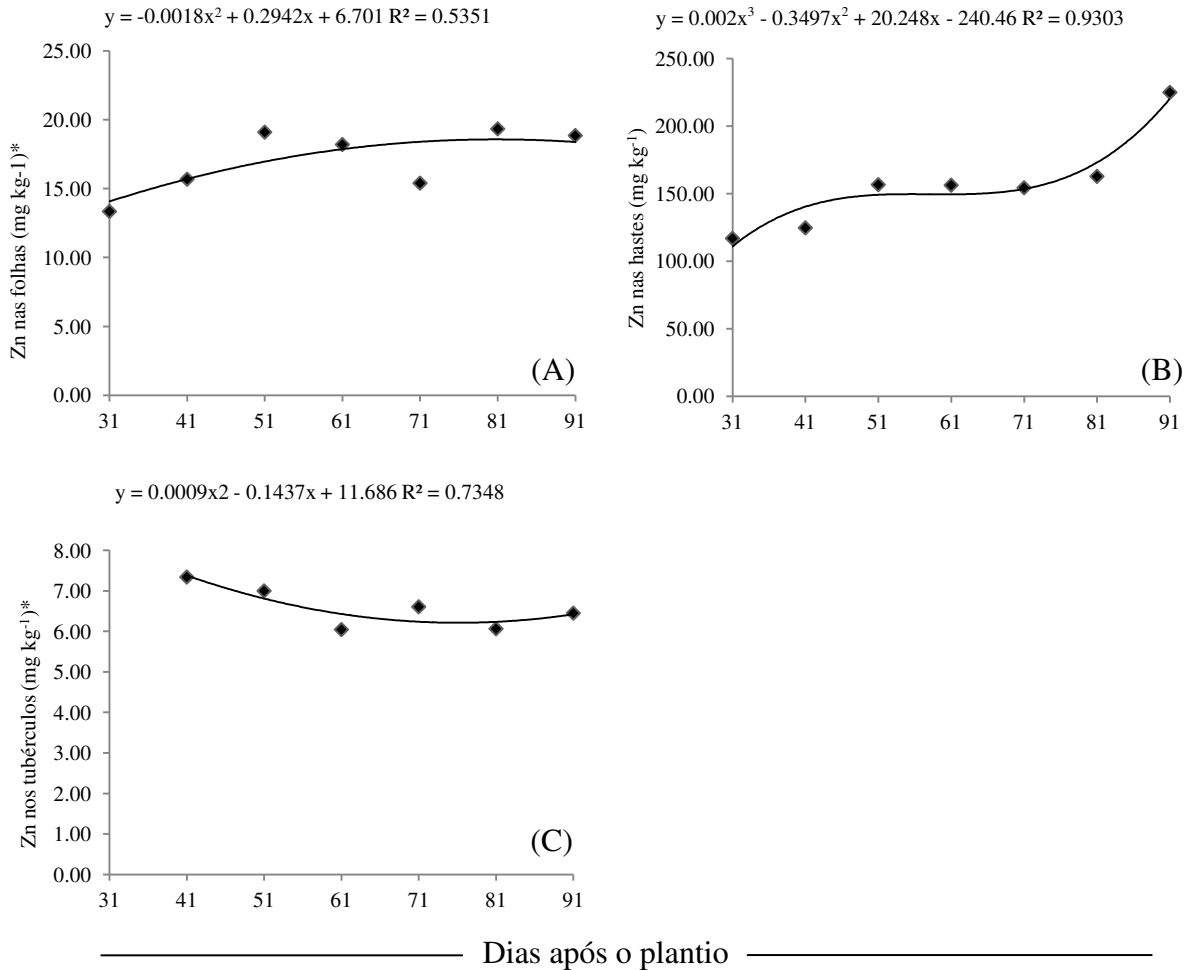 y = -0.0018x² + 0.2942x + 6.701 R² = 0.5351
25.00
20.00
15.00
10.00
5.00
0.00
Zn nas folhas (mg kg-1)*
(A)
31 41 51 61 71 81 91
y = 0.002x³ - 0.3497x² + 20.248x - 240.46 R² = 0.9303
250.00
200.00
150.00
100.00
50.00
0.00
Zn nas hastes (mg kg⁻¹)
(B)
31 41 51 61 71 81 91
y = 0.0009x2 - 0.1437x + 11.686 R² = 0.7348
8.00
7.00
6.00
5.00
4.00
3.00
2.00
1.00
0.00
Zn nos tubérculos (mg kg⁻¹)*
(C)
31 41 51 61 71 81 91
Dias após o plantio